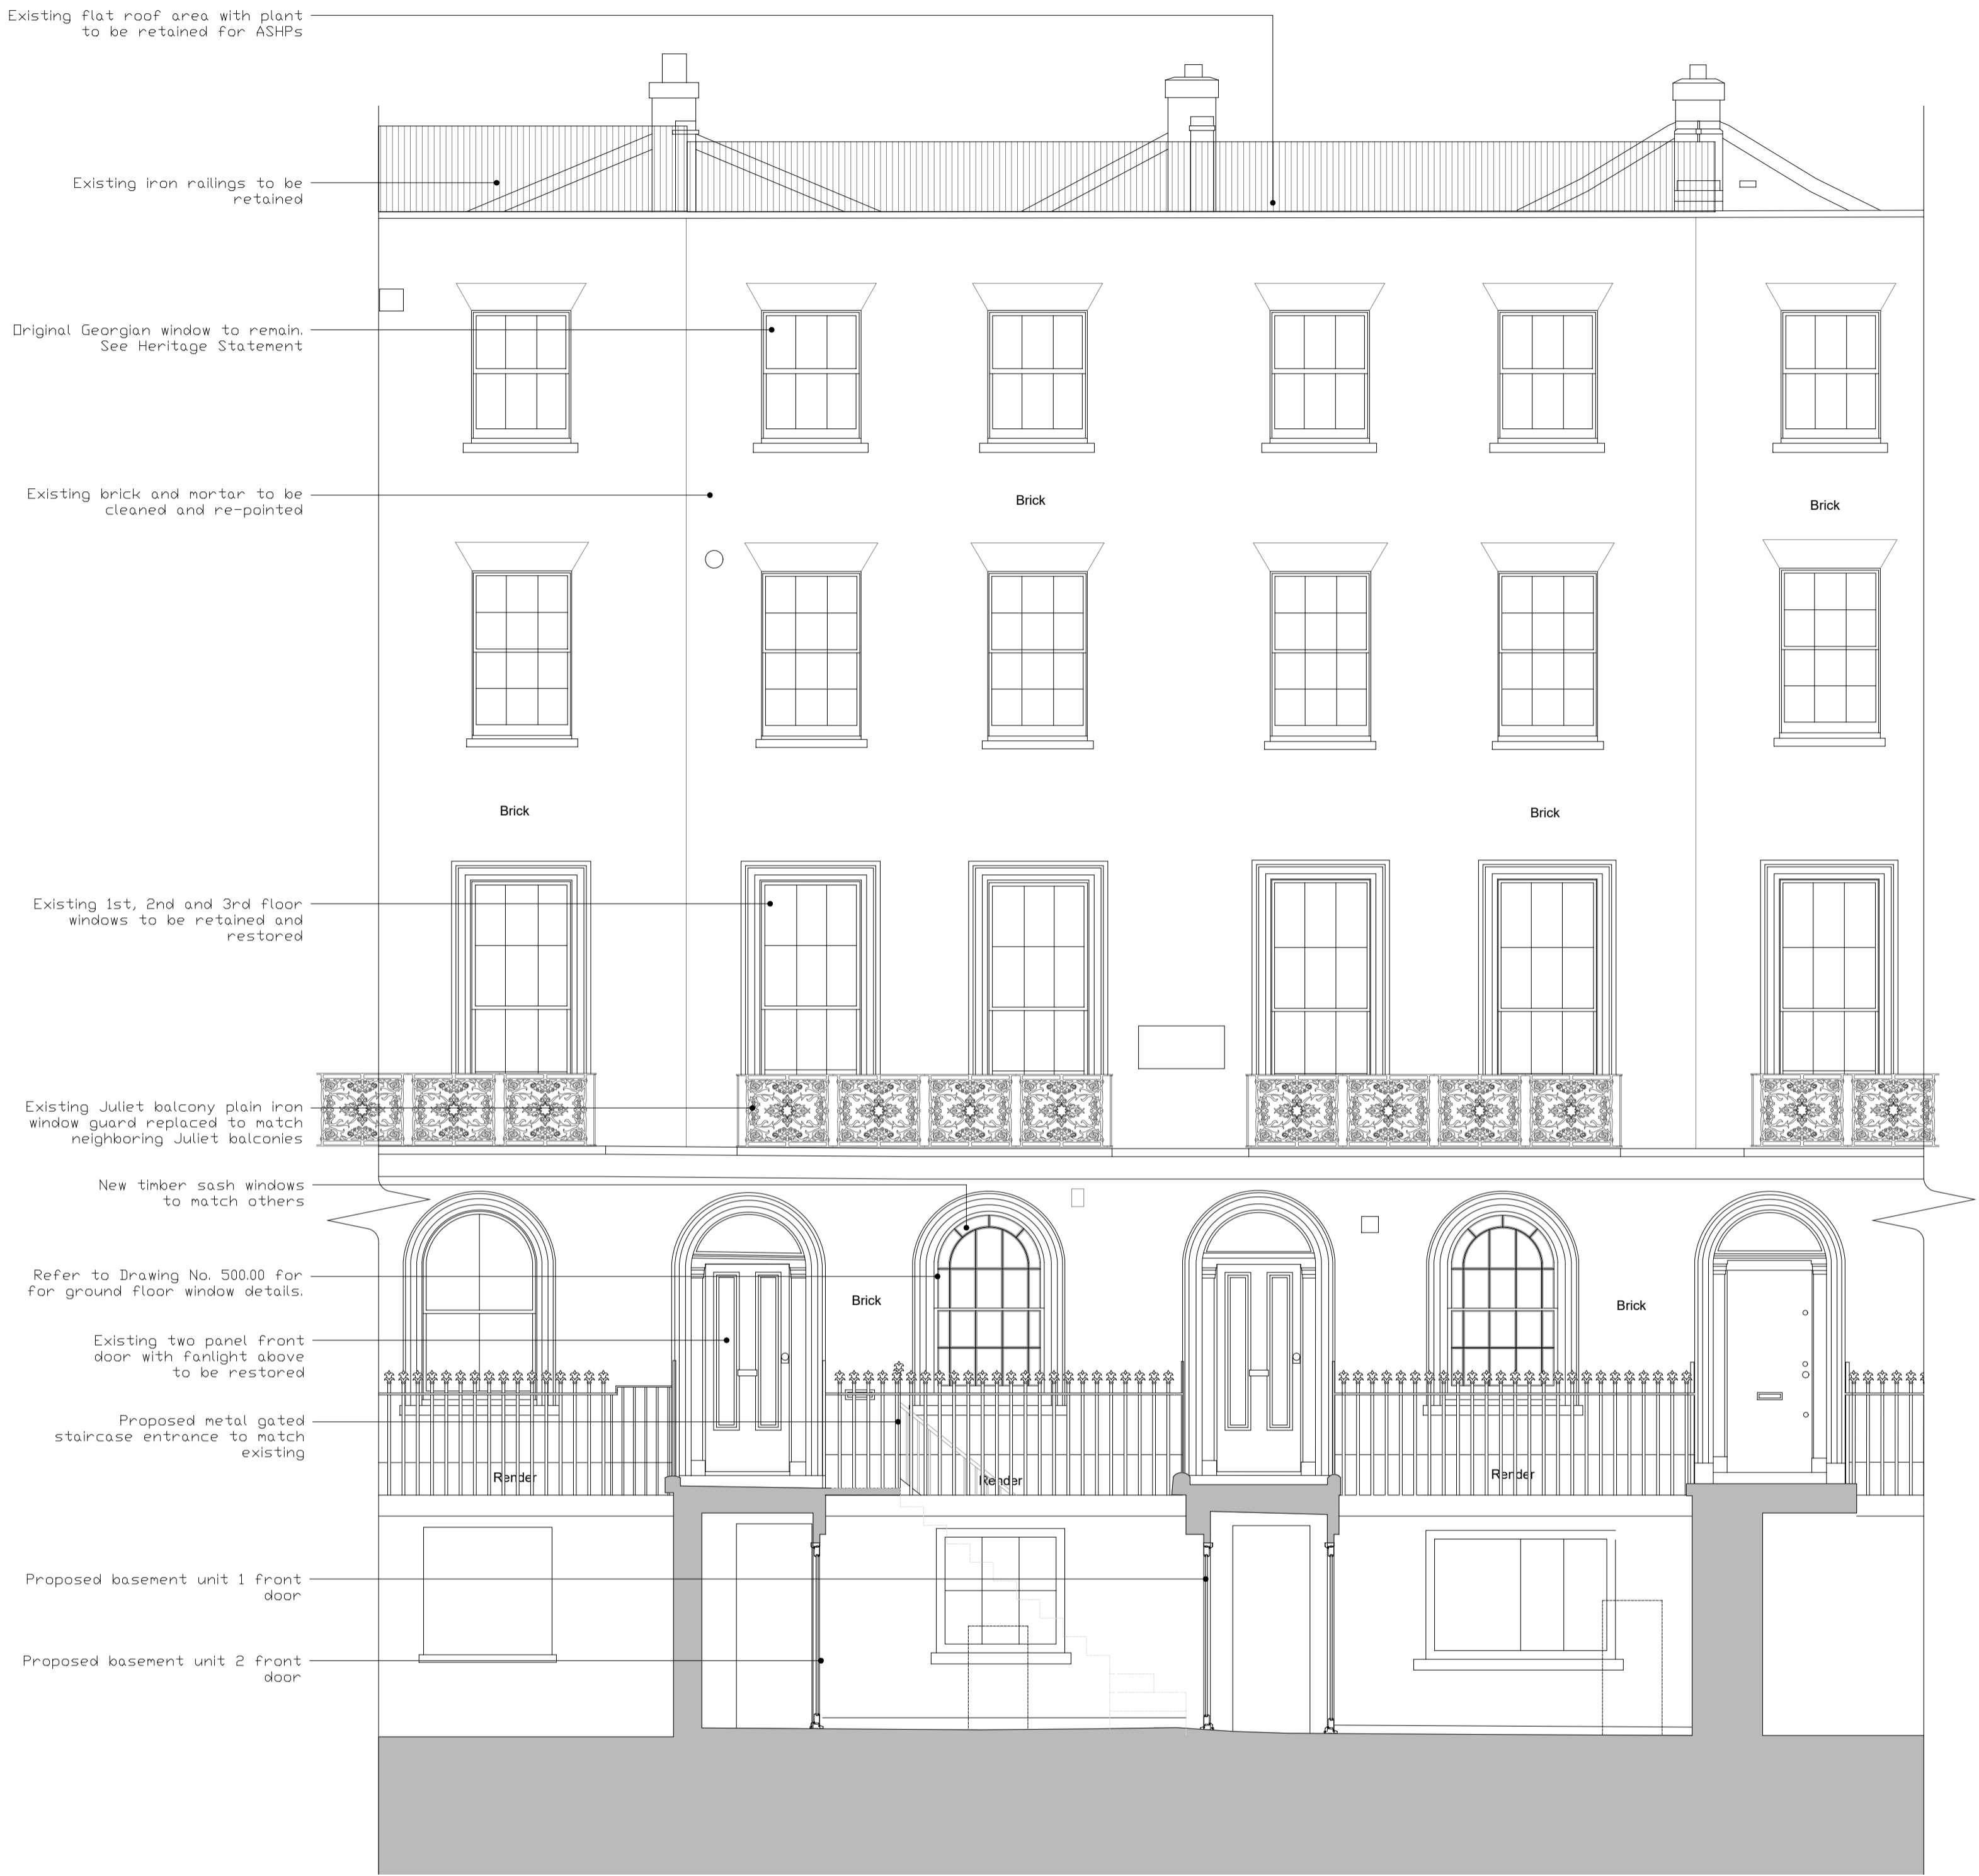 Existing flat roof area with plant
to be retained for ASHPs
Existing iron railings to be
retained
Original Georgian window to remain.
See Heritage Statement
Existing brick and mortar to be
cleaned and re-pointed
Brick
Brick
Brick
Brick
Existing 1st, 2nd and 3rd floor
windows to be retained and
restored
Existing Juliet balcony plain iron
window guard replaced to match
neighboring Juliet balconies
New timber sash windows
to match others
Refer to Drawing No. 500.00 for
for ground floor window details.
Brick
Brick
Existing two panel front
door with fanlight above
to be restored
Proposed metal gated
staircase entrance to match
existing
Render
Render
Render
Proposed basement unit 1 front
door
Proposed basement unit 2 front
door